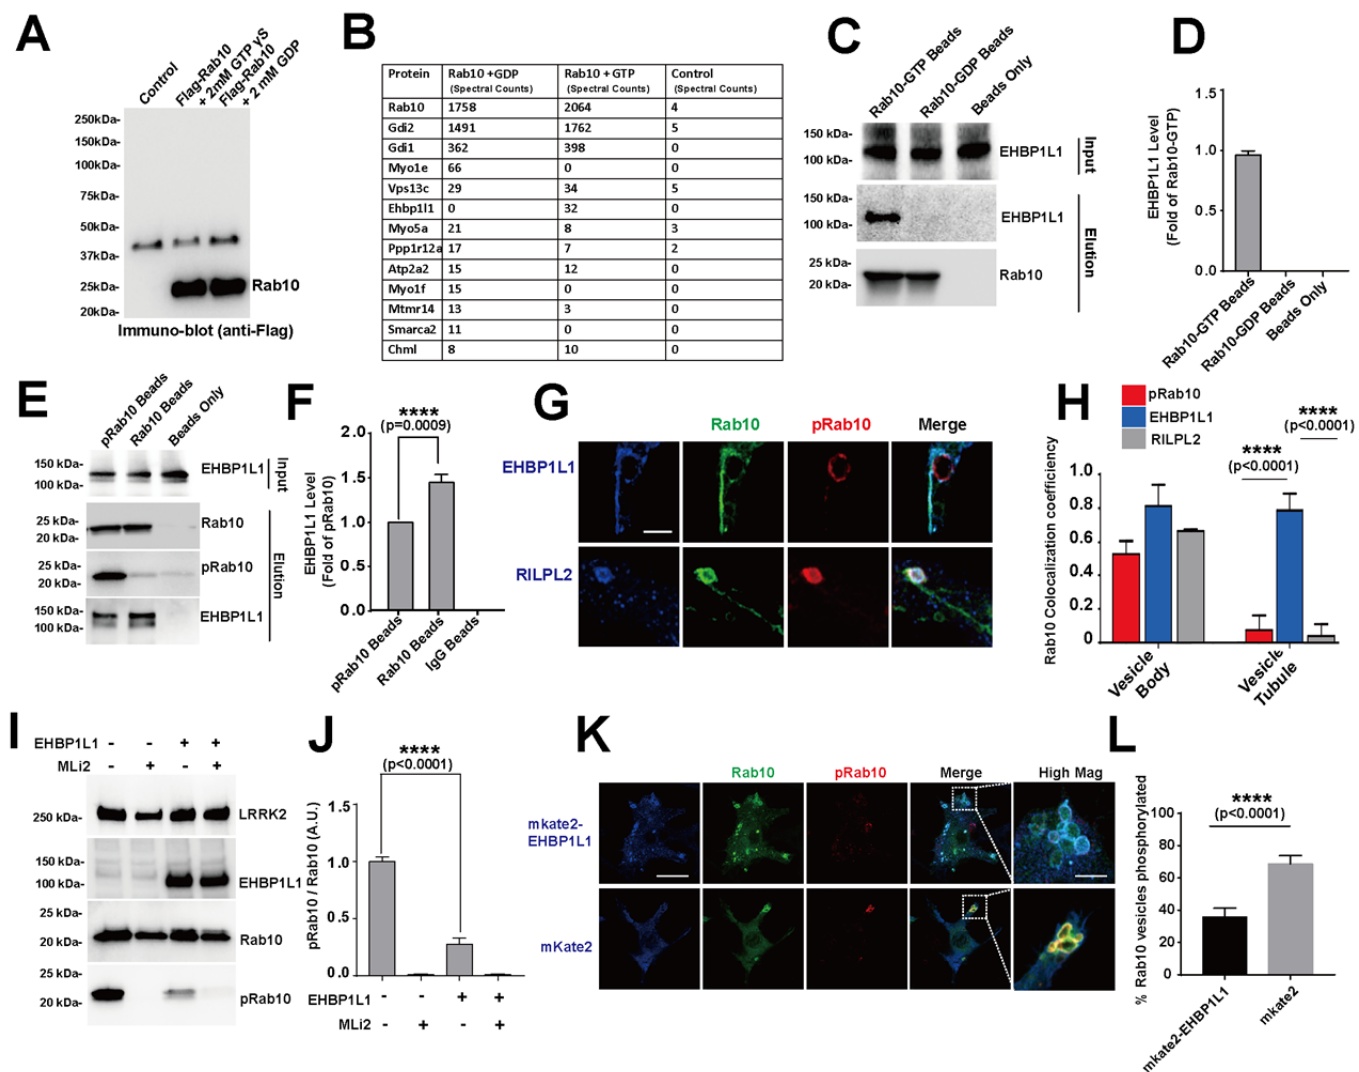 A
Control
Flag-Rab10
+ 2mM GTP γS
Flag-Rab10
+ 2 mM GDP
250kDa-
150kDa-
100kDa-
75kDa-
50kDa-
37kDa-
25kDa-
20kDa-
Rab10
Immuno-blot (anti-Flag)
B
Protein Rab10 +GDP (Spectral Counts) Rab10 + GTP (Spectral Counts) Control (Spectral Counts)
Rab10 1758 2064 4
Gdi2 1491 1762 5
Gdi1 362 398 0
Myo1e 66 0 0
Vps13c 29 34 5
Ehbp1l1 0 32 0
Myo5a 21 8 3
Ppp1r12a 17 7 2
Atp2a2 15 12 0
Myo1f 15 0 0
Mtmr14 13 3 0
Smarca2 11 0 0
Chml 8 10 0
C
Rab10-GTP Beads
Rab10-GDP Beads
Beads Only
150 kDa-
100 kDa-
EHBP1L1
Input
150 kDa-
100 kDa-
EHBP1L1
25 kDa-
20 kDa-
Rab10
Elution
D
EHBP1L1 Level
(Fold of Rab10-GTP)
1.5
1.0
0.5
0.0
Rab10-GTP Beads
Rab10-GDP Beads
Beads Only
E
pRab10 Beads
Rab10 Beads
Beads Only
150 kDa-
100 kDa-
EHBP1L1
Input
25 kDa-
20 kDa-
Rab10
25 kDa-
20 kDa-
pRab10
150 kDa-
100 kDa-
EHBP1L1
Elution
F
****
(p=0.0009)
EHBP1L1 Level
(Fold of pRab10)
2.0
1.5
1.0
0.5
0.0
pRab10 Beads
Rab10 Beads
IgG Beads
G
Rab10 pRab10 Merge
EHBP1L1
RILPL2
H
pRab10
EHBP1L1
RILPL2
****
(p<0.0001)
****
(p<0.0001)
Rab10 Colocalization coefficiency
1.0
0.8
0.6
0.4
0.2
0
Vesicle
Body
Vesicle
Tubule
I
EHBP1L1 - - + +
MLi2 - + - +
250 kDa-
LRRK2
150 kDa-
100 kDa-
EHBP1L1
25 kDa-
20 kDa-
Rab10
25 kDa-
20 kDa-
pRab10
J
****
(p<0.0001)
pRab10 / Rab10 (A.U.)
1.5
1.0
0.5
0.0
EHBP1L1 - - + +
MLi2 - + - +
K
Rab10 pRab10 Merge High Mag
mkate2-
EHBP1L1
mKate2
L
****
(p<0.0001)
% Rab10 vesicles phosphorylated
100
80
60
40
20
0
mkate2-EHBP1L1
mkate2